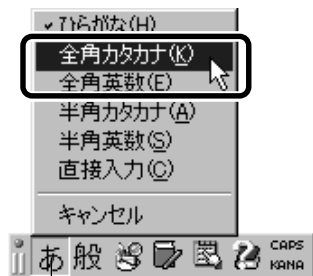 ✓ひらがな(H)
全角カタカナ(K)
全角英数(E)
半角カタカナ(A)
半角英数(S)
直接入力(C)
キャンセル
あ 般 CAPS
KANA